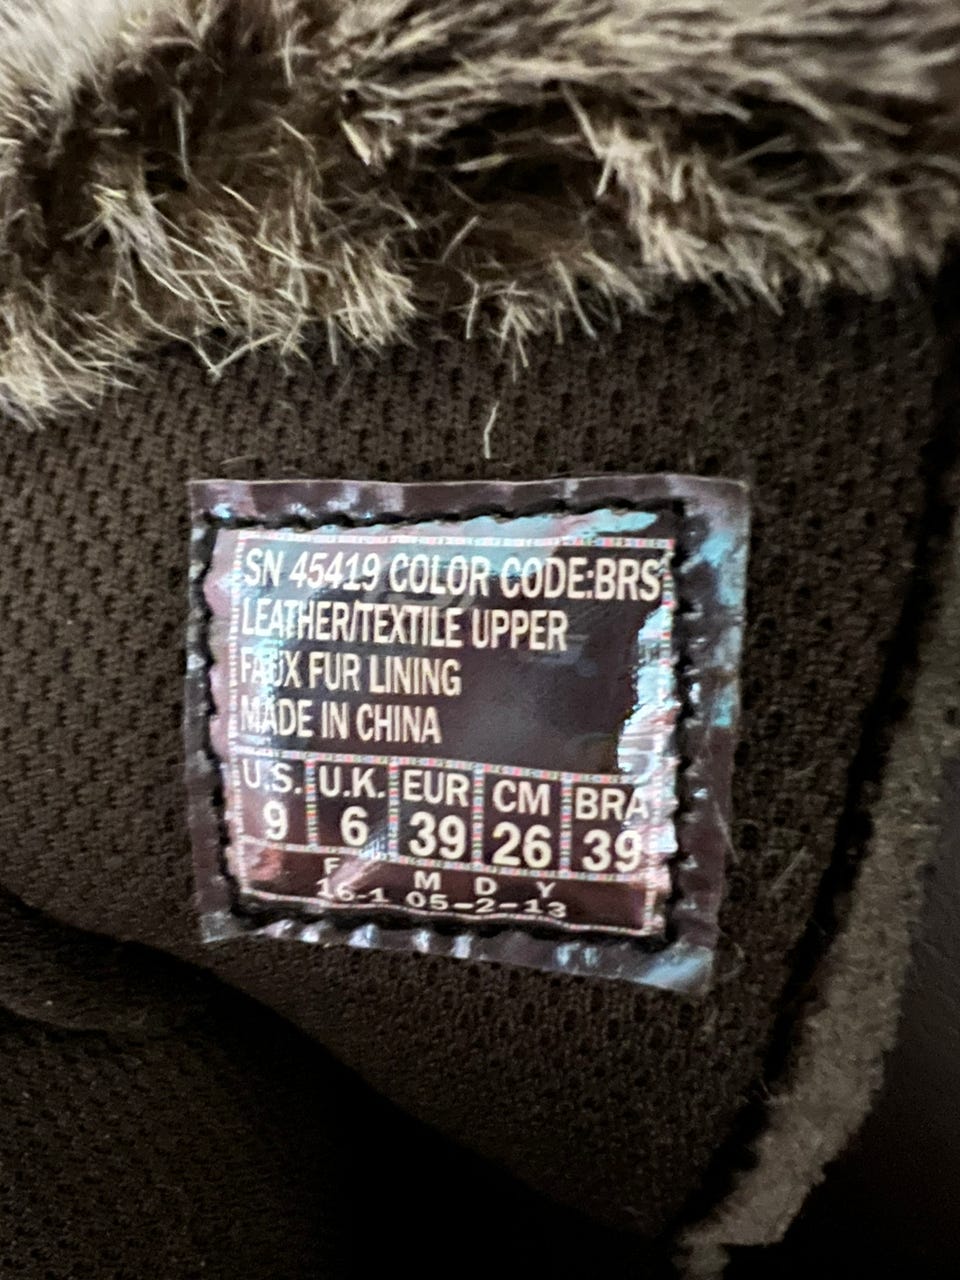 SN 45419 COLOR CODE:BRS
LEATHER/TEXTILE UPPER
FAUX FUR LINING
MADE IN CHINA
U.S. U.K. EUR CM BRA
9 6 39 26 39
F M D Y
16-1 05-2-13